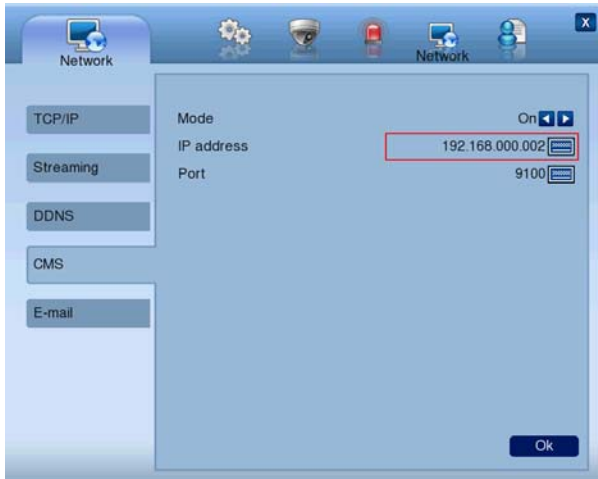 Network
Network
X
TCP/IP
Streaming
DDNS
CMS
E-mail
Mode On
IP address 192.168.000.002
Port 9100
Ok